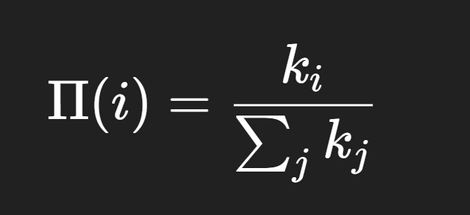 Π(i) = k_i / ∑_j k_j